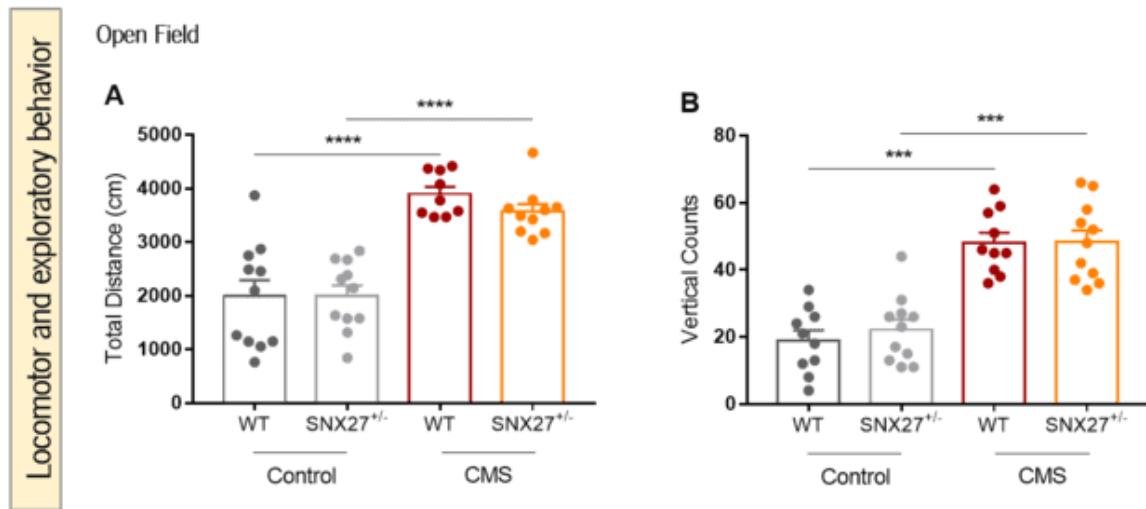 Locomotor and exploratory behavior
Open Field
A
****
****
Total Distance (cm)
5000
4000
3000
2000
1000
0
WT
SNX27+/-
WT
SNX27+/-
Control
CMS
B
***
***
Vertical Counts
80
60
40
20
0
WT
SNX27+/-
WT
SNX27+/-
Control
CMS